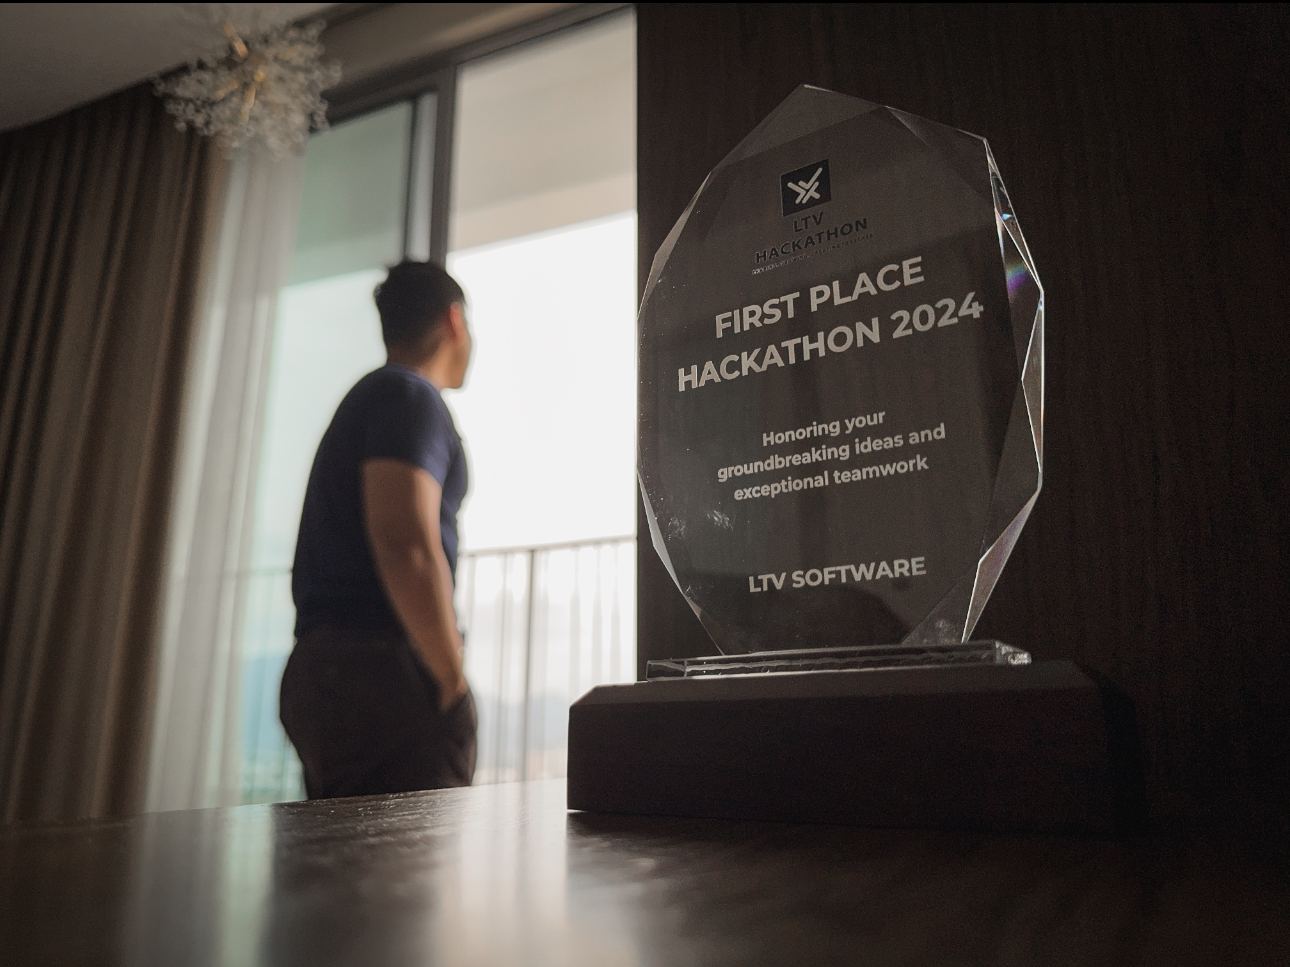 LTV
HACKATHON
FIRST PLACE
HACKATHON 2024
Honoring your
groundbreaking ideas and
exceptional teamwork
LTV SOFTWARE